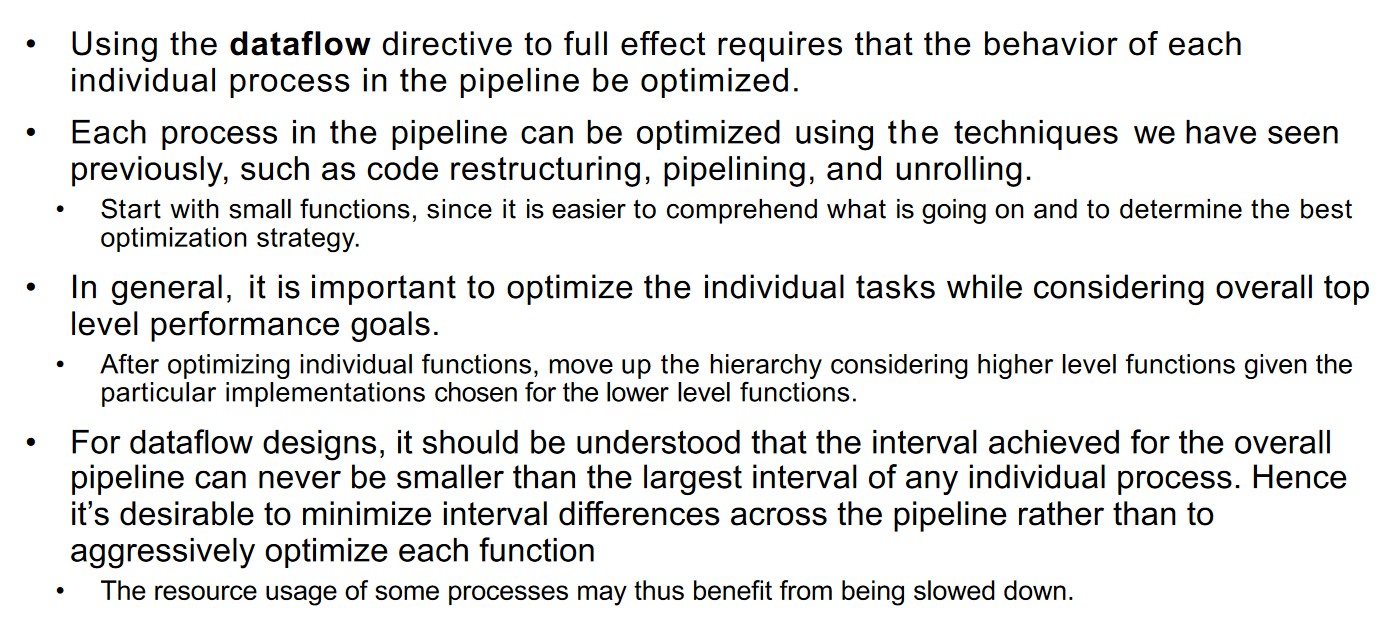 • Using the dataflow directive to full effect requires that the behavior of each
individual process in the pipeline be optimized.
• Each process in the pipeline can be optimized using the techniques we have seen
previously, such as code restructuring, pipelining, and unrolling.
• Start with small functions, since it is easier to comprehend what is going on and to determine the best
optimization strategy.
• In general, it is important to optimize the individual tasks while considering overall top
level performance goals.
• After optimizing individual functions, move up the hierarchy considering higher level functions given the
particular implementations chosen for the lower level functions.
• For dataflow designs, it should be understood that the interval achieved for the overall
pipeline can never be smaller than the largest interval of any individual process. Hence
it’s desirable to minimize interval differences across the pipeline rather than to
aggressively optimize each function
• The resource usage of some processes may thus benefit from being slowed down.